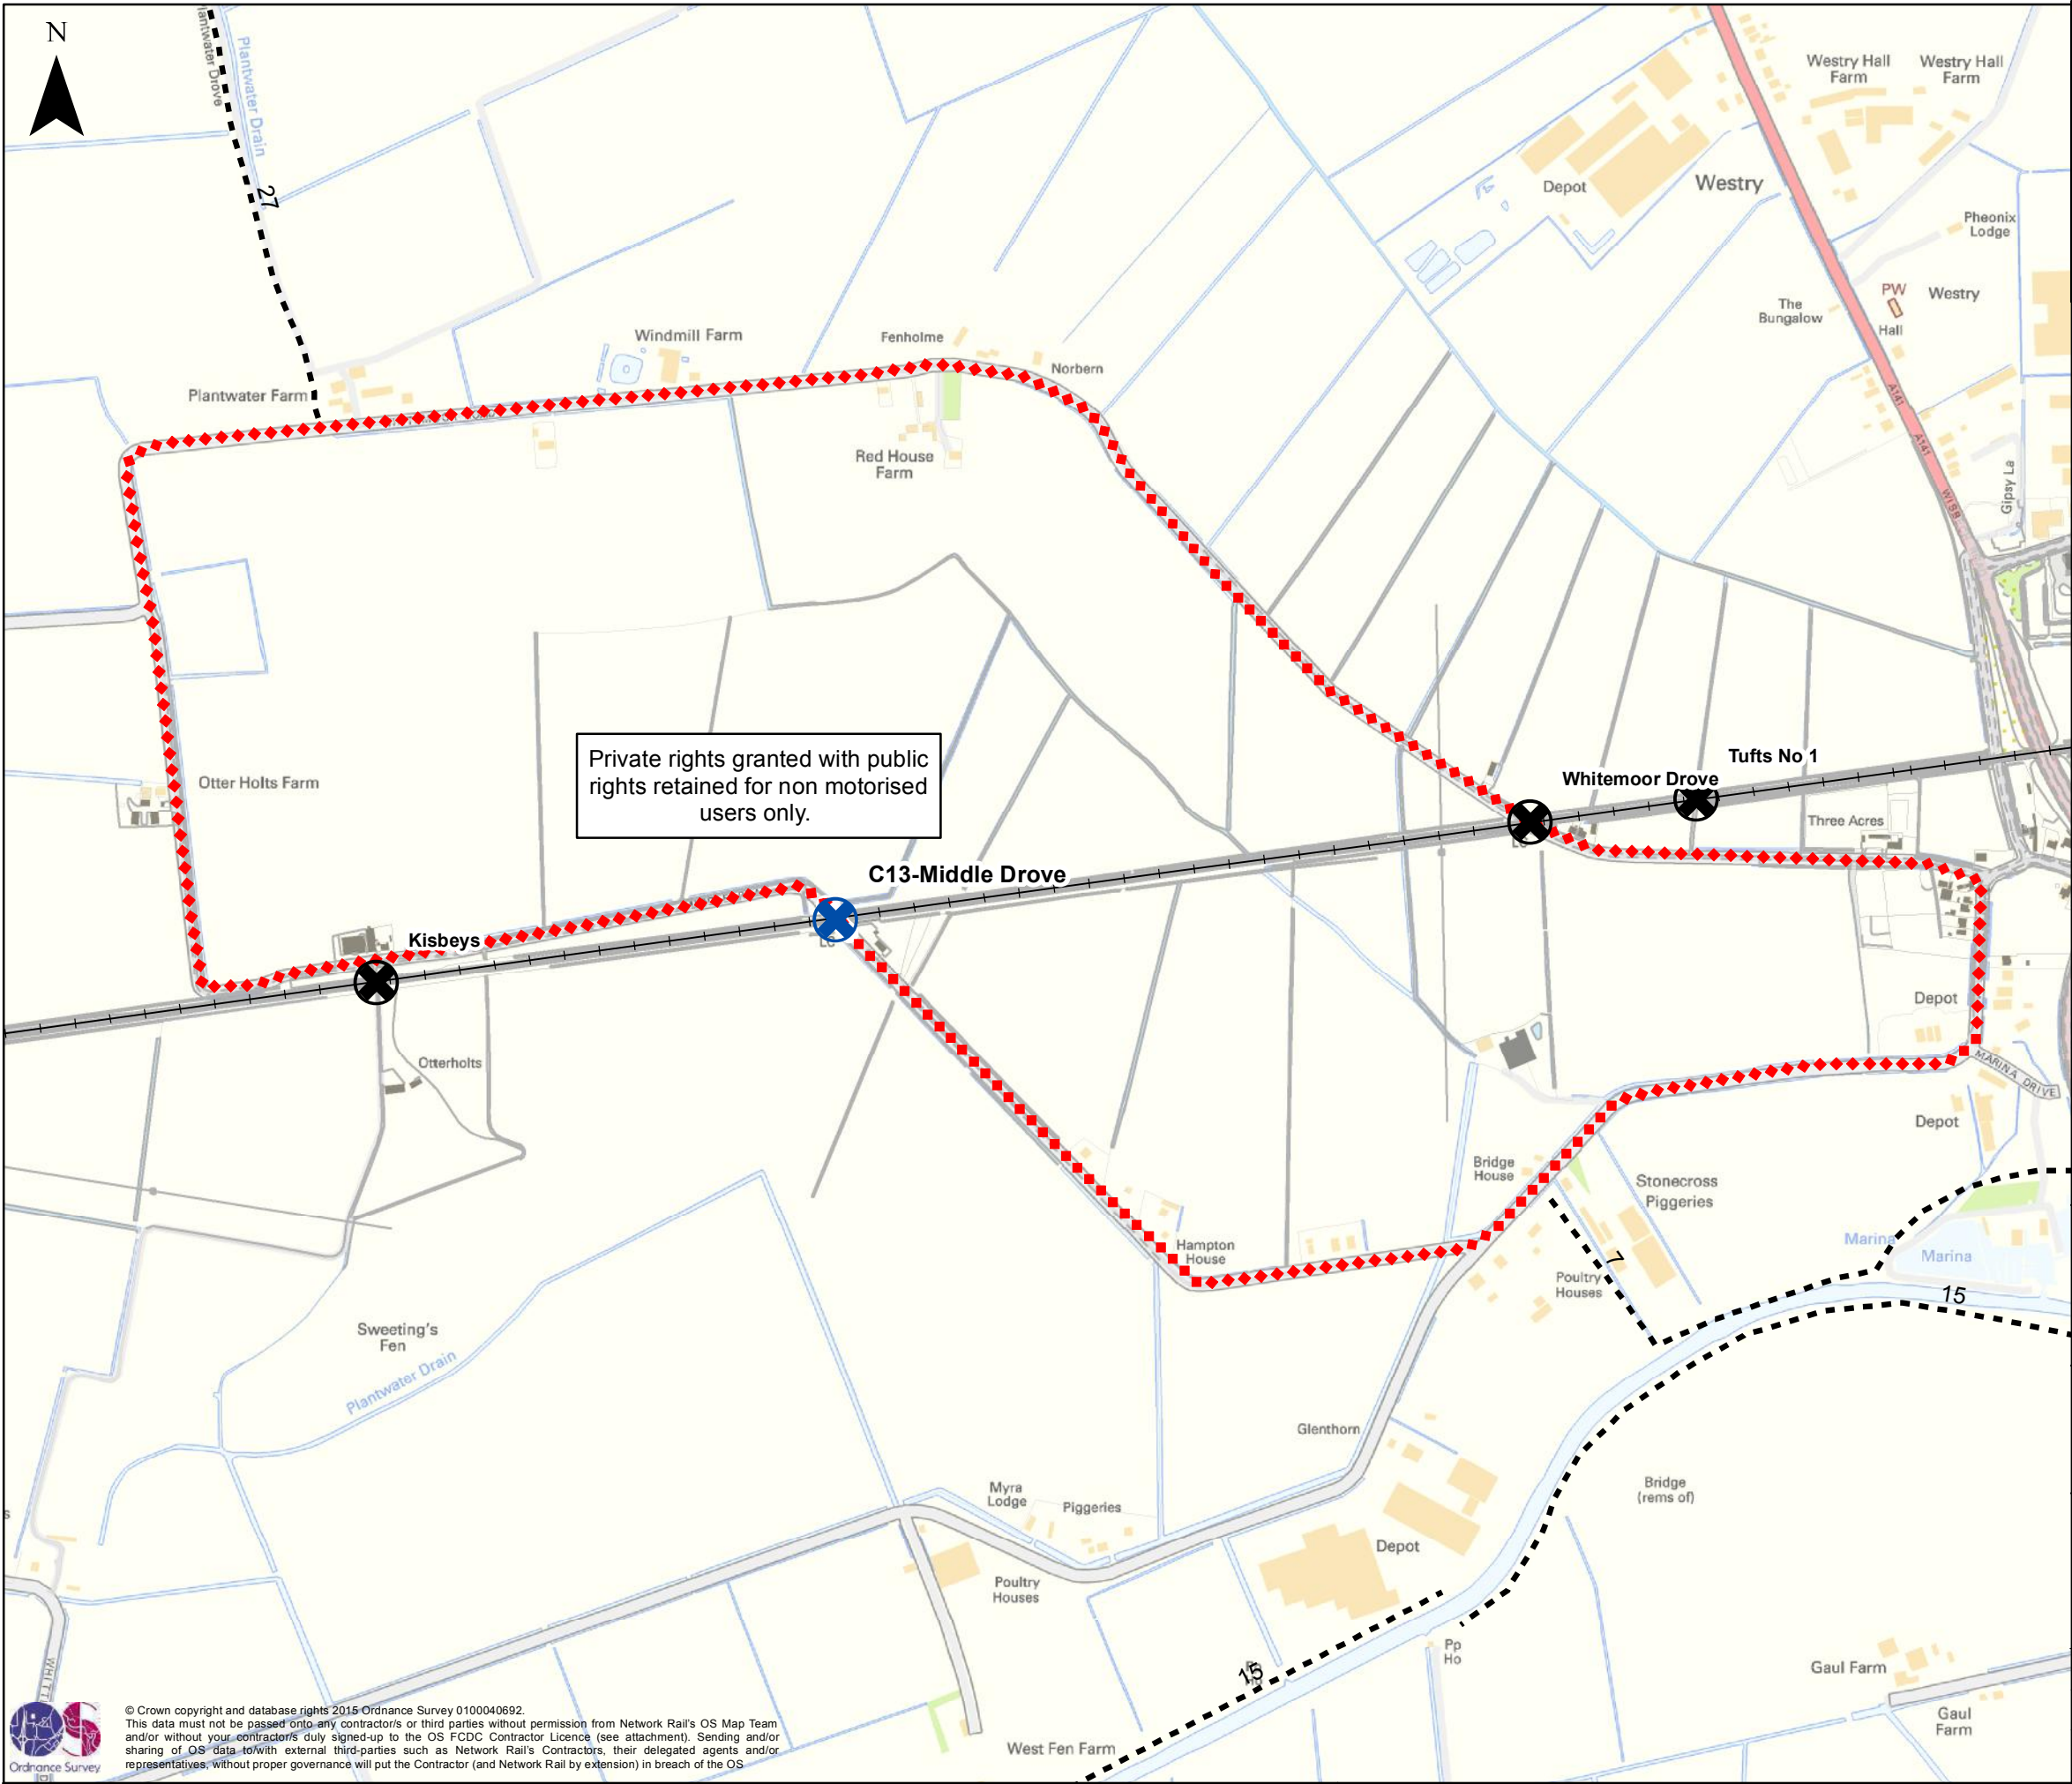 N
Plantwater Drain
27
Westry Hall
Farm
Westry Hall
Farm
Depot
Westry
Pheonix
Lodge
PW
Westry
The
Bungalow
Hall
A141
A141
Gipsy La
Windmill Farm
Fenholme
Norbern
Plantwater Farm
Red House
Farm
Private rights granted with public
rights retained for non motorised
users only.
Otter Holts Farm
Tufts No 1
Whitemoor Drove
Three Acres
C13-Middle Drove
Kisbeys
Otterholts
Depot
MARINA DRIVE
Depot
Bridge
House
Stonecross
Piggeries
Hampton
House
7
Poultry
Houses
Marina
Marina
15
Sweeting's
Fen
Plantwater Drain
Glenthorn
Bridge
(rems of)
Myra
Lodge
Piggeries
Depot
Poultry
Houses
Pp
Ho
15
Gaul Farm
Gaul
Farm
West Fen Farm
Ordnance Survey
© Crown copyright and database rights 2015 Ordnance Survey 0100040692.
This data must not be passed onto any contractor/s or third parties without permission from Network Rail's OS Map Team
and/or without your contractor/s duly signed-up to the OS FCDC Contractor Licence (see attachment). Sending and/or
sharing of OS data to/with external third-parties such as Network Rail's Contractors, their delegated agents and/or
representatives, without proper governance will put the Contractor (and Network Rail by extension) in breach of the OS